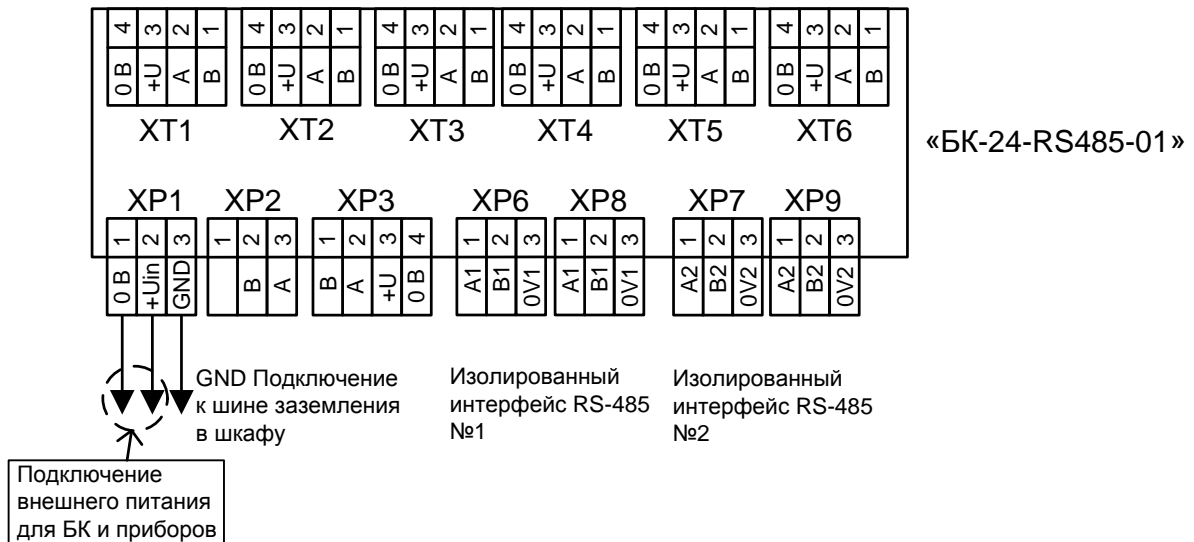 4 3 2 1 4 3 2 1 4 3 2 1 4 3 2 1 4 3 2 1 4 3 2 1
0 В +U A B 0 В +U A B 0 В +U A B 0 В +U A B 0 В +U A B 0 В +U A B
XT1 XT2 XT3 XT4 XT5 XT6
«БК-24-RS485-01»
XP1 XP2 XP3 XP6 XP8 XP7 XP9
1 2 3 1 2 3 1 2 3 4 1 2 3 1 2 3 1 2 3 1 2 3
0 В +Uin GND B A B A +U 0 В A1 B1 0V1 A1 B1 0V1 A2 B2 0V2 A2 B2 0V2
GND Подключение
к шине заземления
в шкафу
Изолированный
интерфейс RS-485
№1
Изолированный
интерфейс RS-485
№2
Подключение
внешнего питания
для БК и приборов